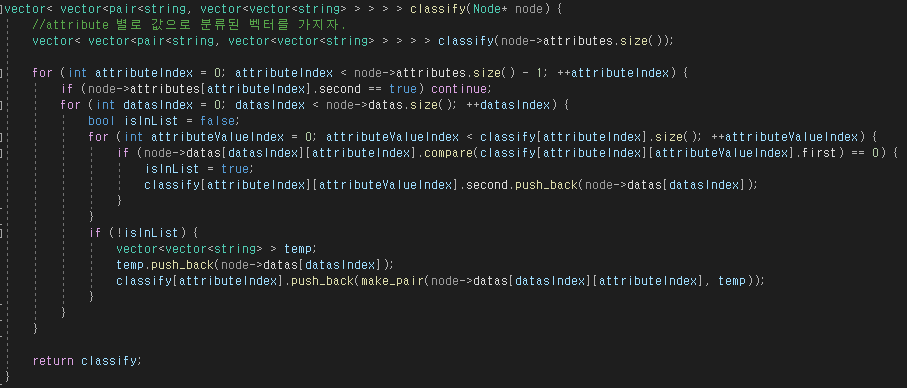 vector< vector<pair<string, vector<vector<string> > > > > classify(Node* node) {
//attribute 별로 값으로 분류된 벡터를 가지자.
vector< vector<pair<string, vector<vector<string> > > > > classify(node->attributes.size());
for (int attributeIndex = 0; attributeIndex < node->attributes.size() - 1; ++attributeIndex) {
if (node->attributes[attributeIndex].second == true) continue;
for (int datasIndex = 0; datasIndex < node->datas.size(); ++datasIndex) {
bool isInList = false;
for (int attributeValueIndex = 0; attributeValueIndex < classify[attributeIndex].size(); ++attributeValueIndex) {
if (node->datas[datasIndex][attributeIndex].compare(classify[attributeIndex][attributeValueIndex].first) == 0) {
isInList = true;
classify[attributeIndex][attributeValueIndex].second.push_back(node->datas[datasIndex]);
}
}
if (!isInList) {
vector<vector<string> > temp;
temp.push_back(node->datas[datasIndex]);
classify[attributeIndex].push_back(make_pair(node->datas[datasIndex][attributeIndex], temp));
}
}
}
return classify;
}